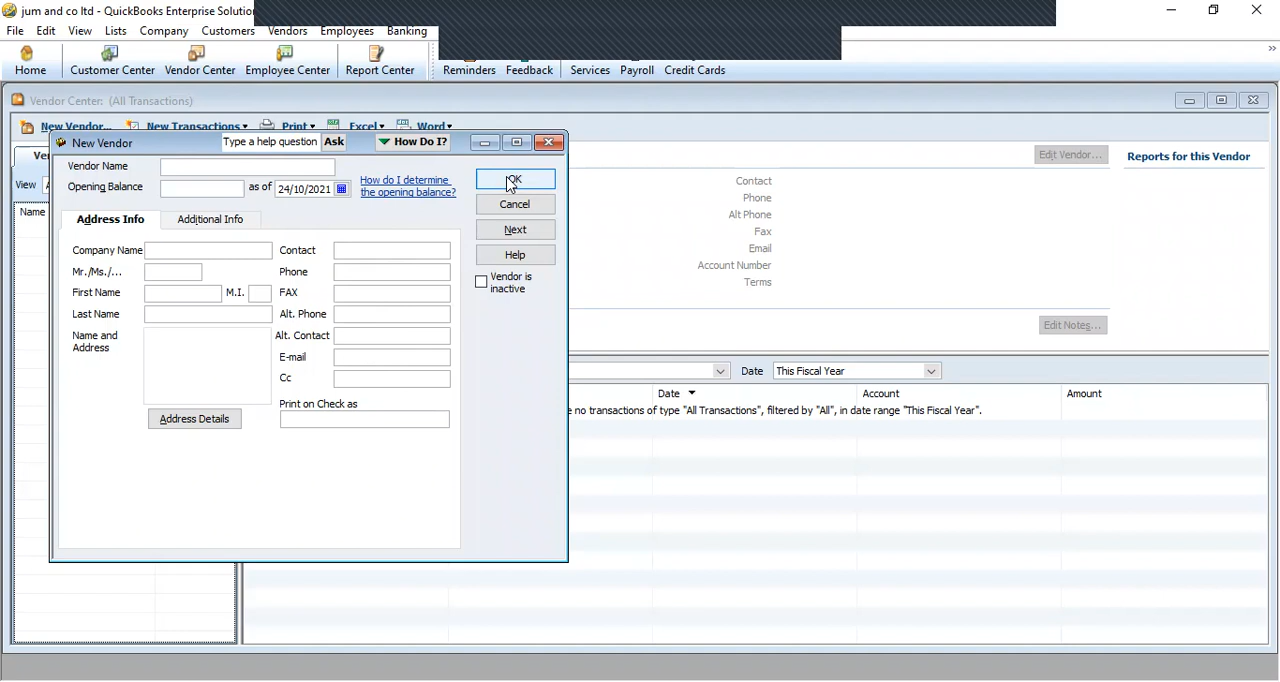 jum and co ltd - QuickBooks Enterprise Solutio
File Edit View Lists Company Customers Vendors Employees Banking
Home Customer Center Vendor Center Employee Center Report Center Reminders Feedback Services Payroll Credit Cards
Vendor Center: (All Transactions)
New Vendor... New Transactions Print Excel Word
New Vendor Type a help question Ask How Do I?
Vendor Name
Opening Balance as of 24/10/2021 How do I determine
the opening balance?
OK
Cancel
Next
Help
Vendor is
inactive
Address Info Additional Info
Company Name Contact
Mr./Ms./... Phone
First Name M.I. FAX
Last Name Alt. Phone
Name and
Address
Alt. Contact
E-mail
Cc
Print on Check as
Address Details
View
Name
Edit Vendor... Reports for this Vendor
Contact
Phone
Alt Phone
Fax
Email
Account Number
Terms
Edit Notes...
Date This Fiscal Year
Date Account Amount
e no transactions of type "All Transactions", filtered by "All", in date range "This Fiscal Year".